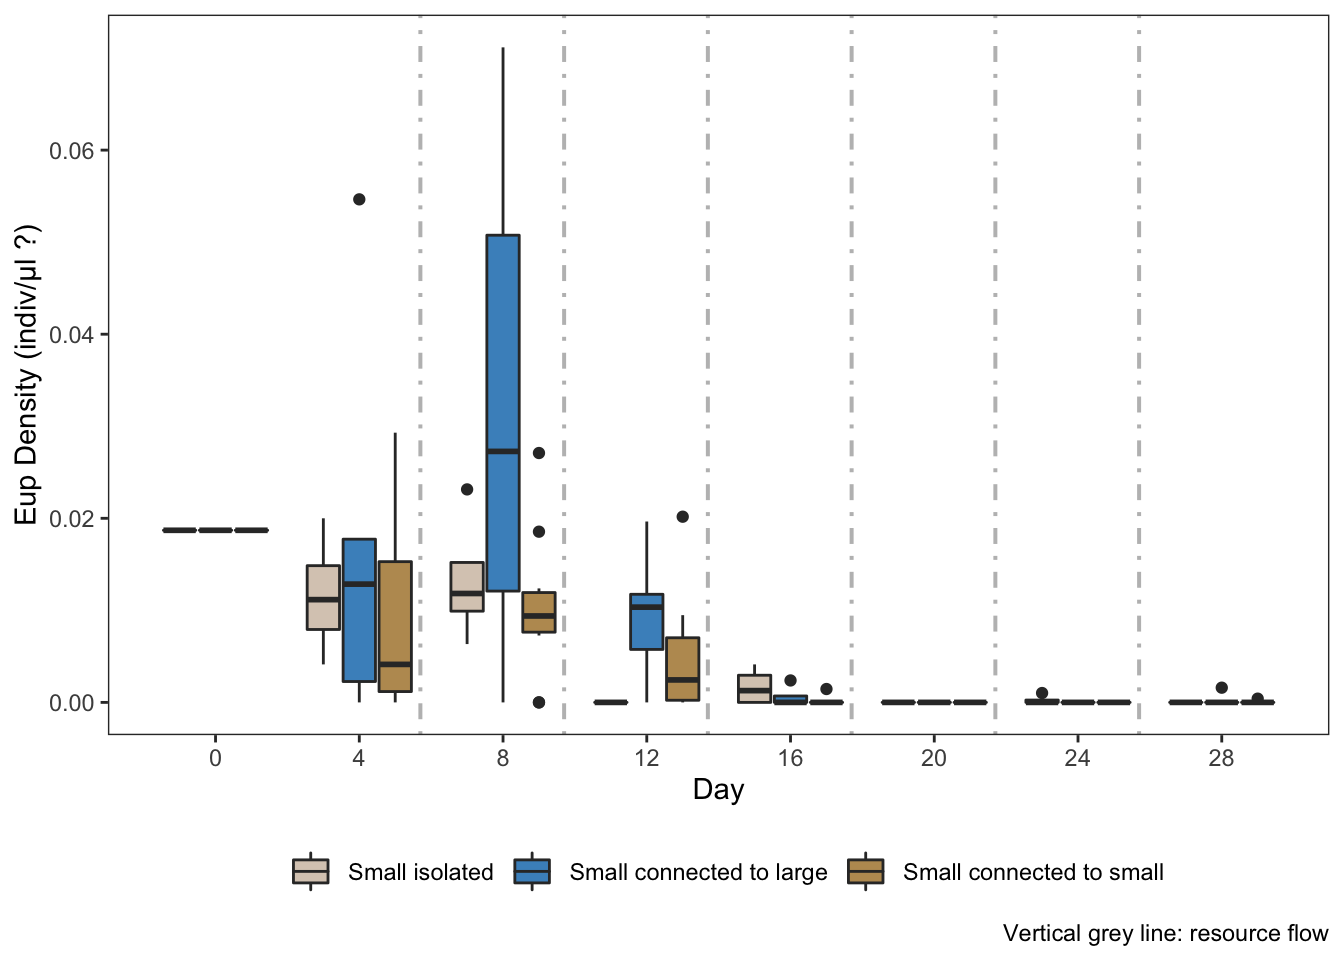 Eup Density (indiv/μl ?)
0.06
0.04
0.02
0.00
0 4 8 12 16 20 24 28
Day
Small isolated Small connected to large Small connected to small
Vertical grey line: resource flow